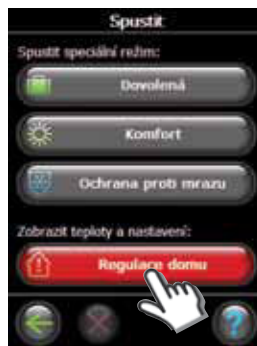 Spustit
Spustit speciální režim:
Dovolená
Komfort
Ochrana proti mrazu
Zobrazit teploty a nastavení:
Regulace domu
?